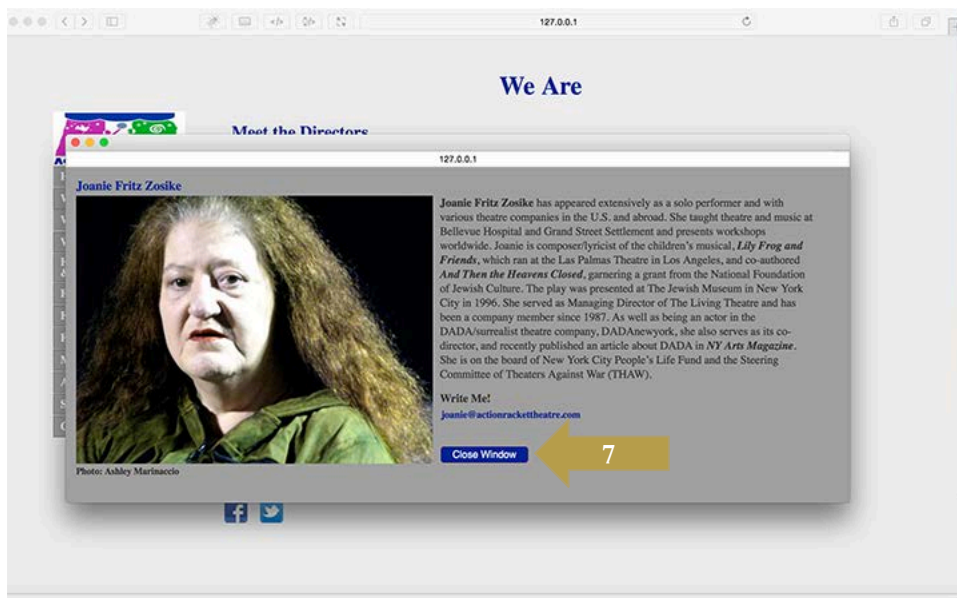 127.0.0.1
We Are
Meet the Directors
127.0.0.1
Joanie Fritz Zosike
Joanie Fritz Zosike has appeared extensively as a solo performer and with
various theatre companies in the U.S. and abroad. She taught theatre and music at
Bellevue Hospital and Grand Street Settlement and presents workshops
worldwide. Joanie is composer/lyricist of the children's musical, Lily Frog and
Friends, which ran at the Las Palmas Theatre in Los Angeles, and co-authored
And Then the Heavens Closed, garnering a grant from the National Foundation
of Jewish Culture. The play was presented at The Jewish Museum in New York
City in 1996. She served as Managing Director of The Living Theatre and has
been a company member since 1987. As well as being an actor in the
DADA/surrealist theatre company, DADAnewyork, she also serves as its co-
director, and recently published an article about DADA in NY Arts Magazine.
She is on the board of New York City People's Life Fund and the Steering
Committee of Theaters Against War (THAW).
Write Me!
joanie@actionrackettheatre.com
Close Window
7
Photo: Ashley Marinaccio